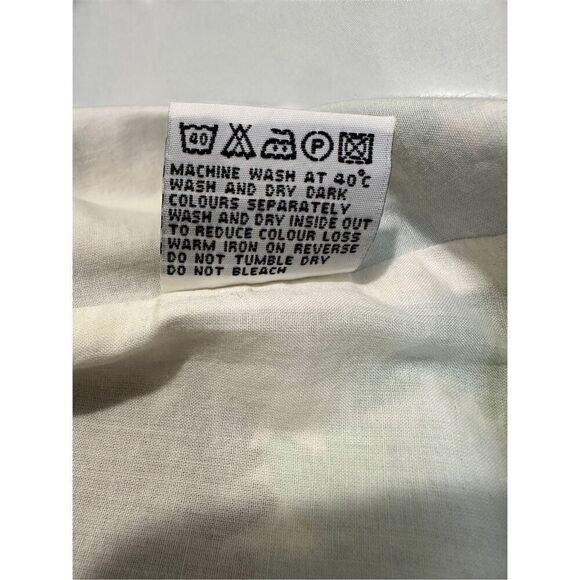 40 P
MACHINE WASH AT 40°C
WASH AND DRY DARK
COLOURS SEPARATELY
WASH AND DRY INSIDE OUT
TO REDUCE COLOUR LOSS
WARM IRON ON REVERSE
DO NOT TUMBLE DRY
DO NOT BLEACH